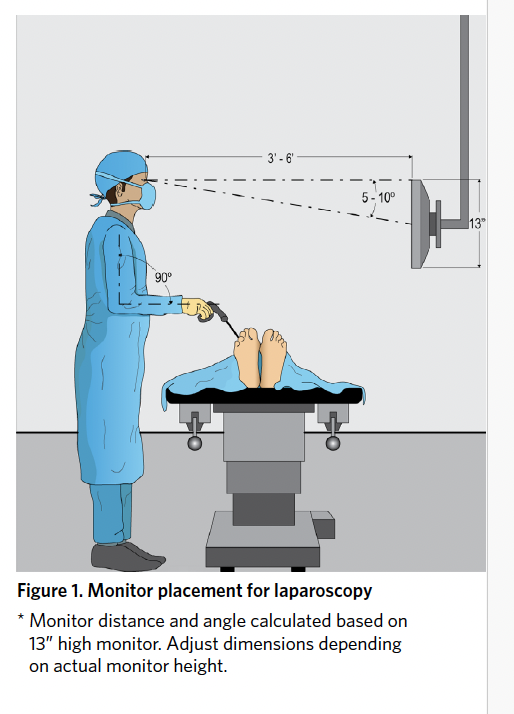 3' - 6'
5 - 10º
13"
90º
Figure 1. Monitor placement for laparoscopy
* Monitor distance and angle calculated based on
13" high monitor. Adjust dimensions depending
on actual monitor height.